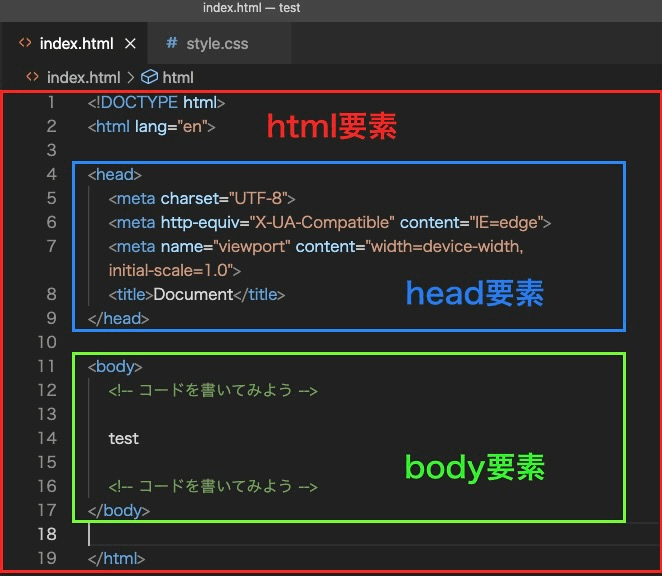 index.html — test
index.html × # style.css
index.html > html
1 <!DOCTYPE html>
2 <html lang="en">
html要素
3
4 <head>
5 <meta charset="UTF-8">
6 <meta http-equiv="X-UA-Compatible" content="IE=edge">
7 <meta name="viewport" content="width=device-width,
initial-scale=1.0">
8 <title>Document</title>
head要素
9 </head>
10
11 <body>
12 <!-- コードを書いてみよう -->
13
14 test
15
body要素
16 <!-- コードを書いてみよう -->
17 </body>
18
19 </html>